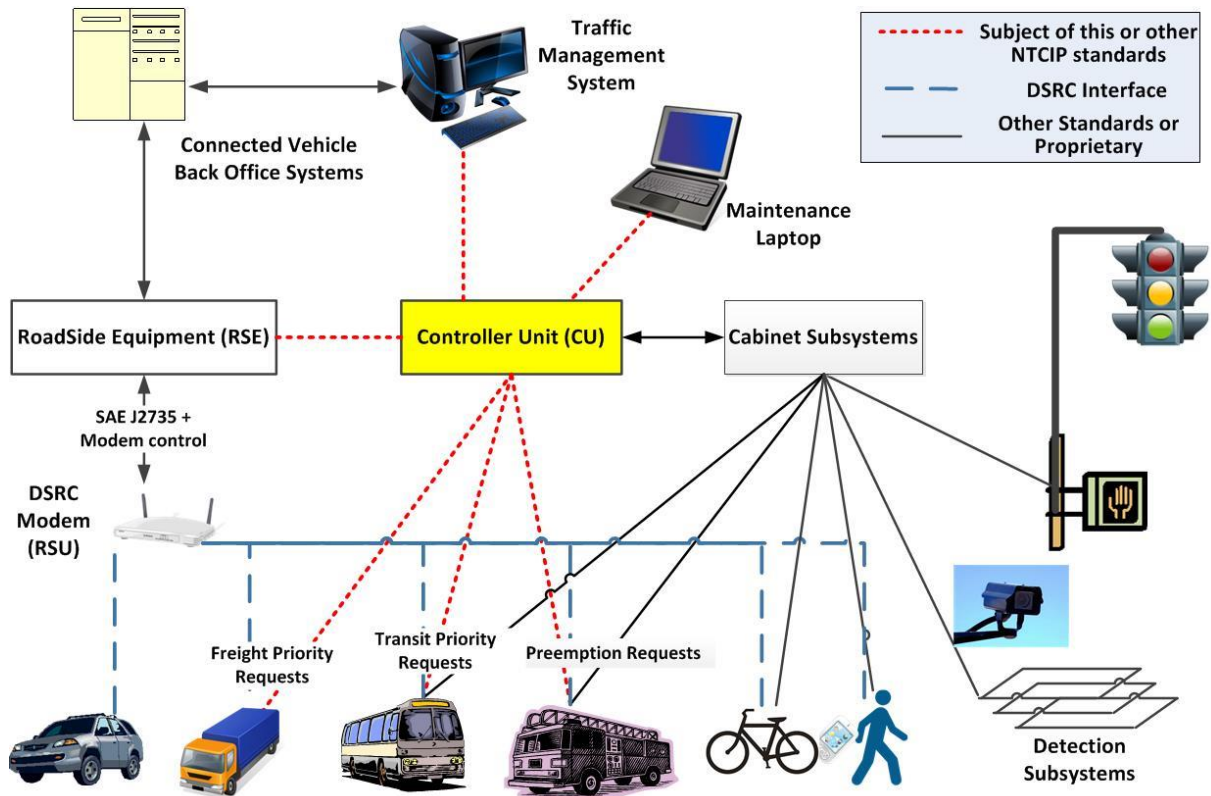 Traffic
Management
System
Subject of this or other
NTCIP standards
DSRC Interface
Other Standards or
Proprietary
Connected Vehicle
Back Office Systems
Maintenance
Laptop
RoadSide Equipment (RSE)
Controller Unit (CU)
Cabinet Subsystems
SAE J2735 +
Modem control
DSRC
Modem
(RSU)
Freight Priority
Requests
Transit Priority
Requests
Preemption Requests
Detection
Subsystems